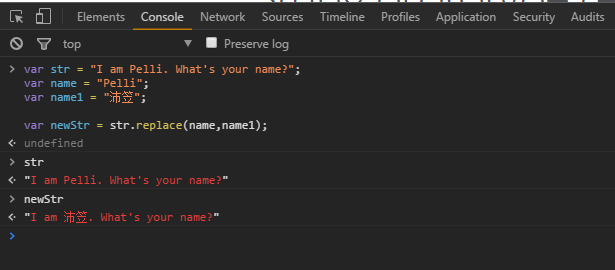 Elements Console Network Sources Timeline Profiles Application Security Audits
top Preserve log
var str = "I am Pelli. What's your name?";
var name = "Pelli";
var name1 = "沛笠";
var newStr = str.replace(name,name1);
undefined
str
"I am Pelli. What's your name?"
newStr
"I am 沛笠. What's your name?"